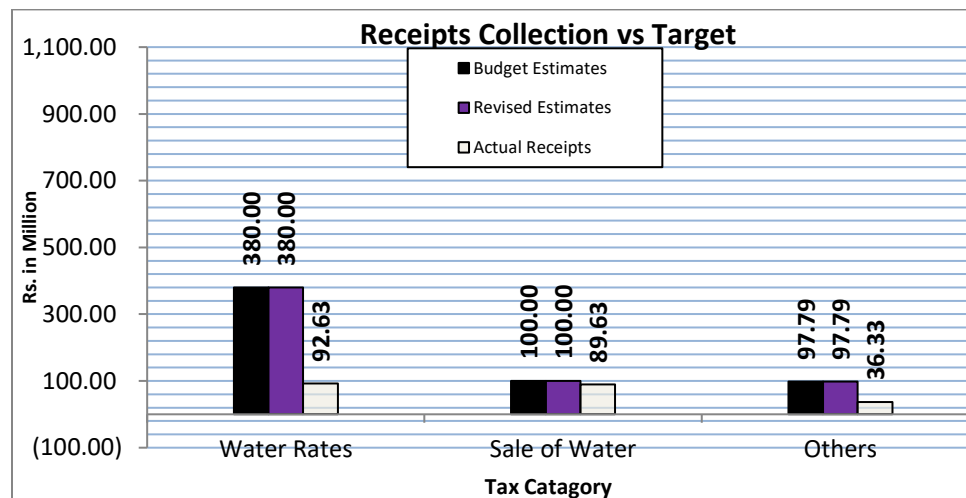 Receipts Collection vs Target
Budget Estimates
Revised Estimates
Actual Receipts
Rs. in Million
1,100.00
900.00
700.00
500.00
300.00
100.00
(100.00)
380.00
380.00
92.63
100.00
100.00
89.63
97.79
97.79
36.33
Water Rates
Sale of Water
Others
Tax Catagory